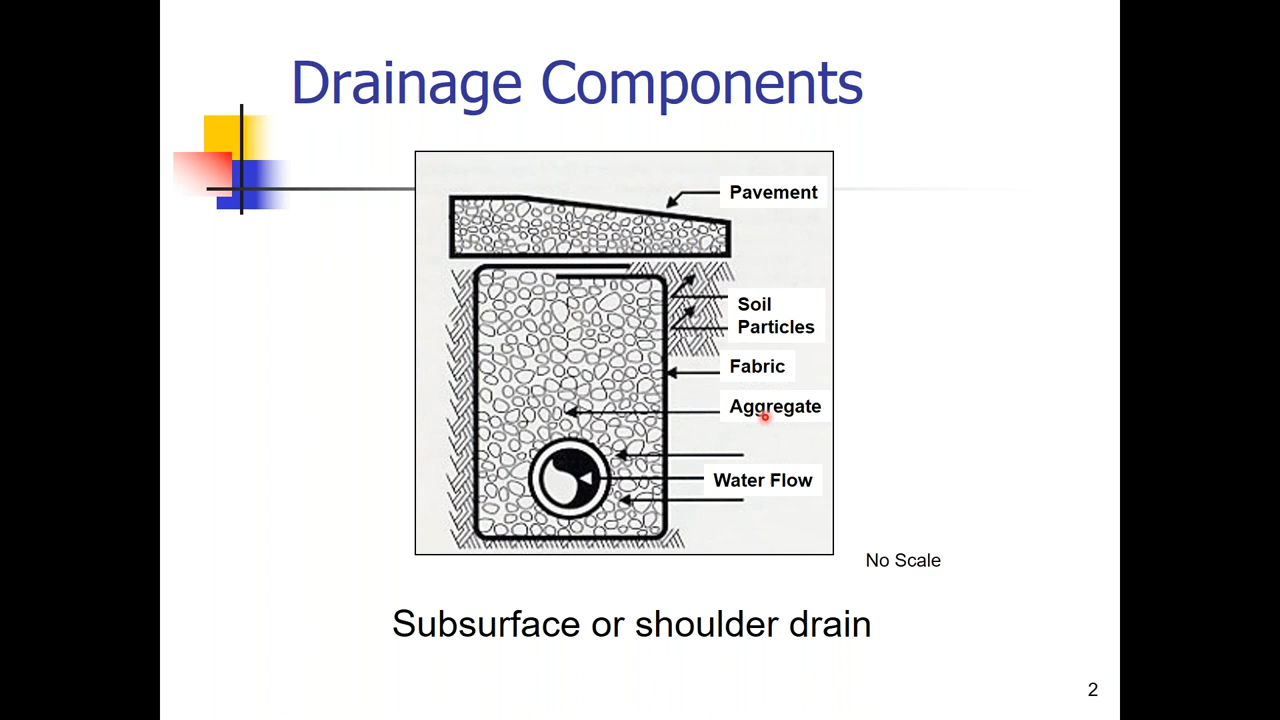 Drainage Components
Pavement
Soil
Particles
Fabric
Aggregate
Water Flow
No Scale
Subsurface or shoulder drain
2